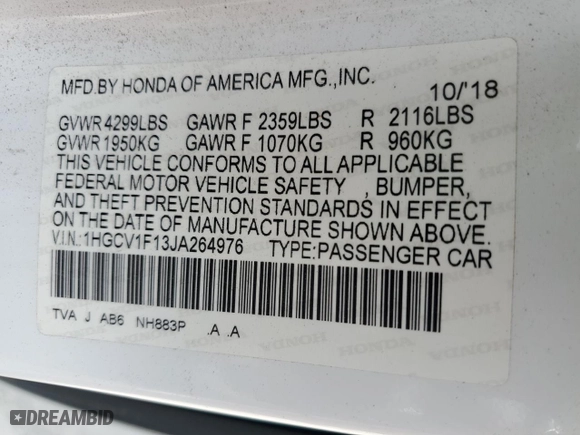 MFD.BY HONDA OF AMERICA MFG.,INC. 10/'18
GVWR 4299LBS GAWR F 2359LBS R 2116LBS
GVWR 1950KG GAWR F 1070KG R 960KG
THIS VEHICLE CONFORMS TO ALL APPLICABLE
FEDERAL MOTOR VEHICLE SAFETY , BUMPER,
AND THEFT PREVENTION STANDARDS IN EFFECT
ON THE DATE OF MANUFACTURE SHOWN ABOVE.
V.I.N.:1HGCV1F13JA264976 TYPE:PASSENGER CAR
TVA J AB6 NH883P .A .A
HONDA
DREAMBID